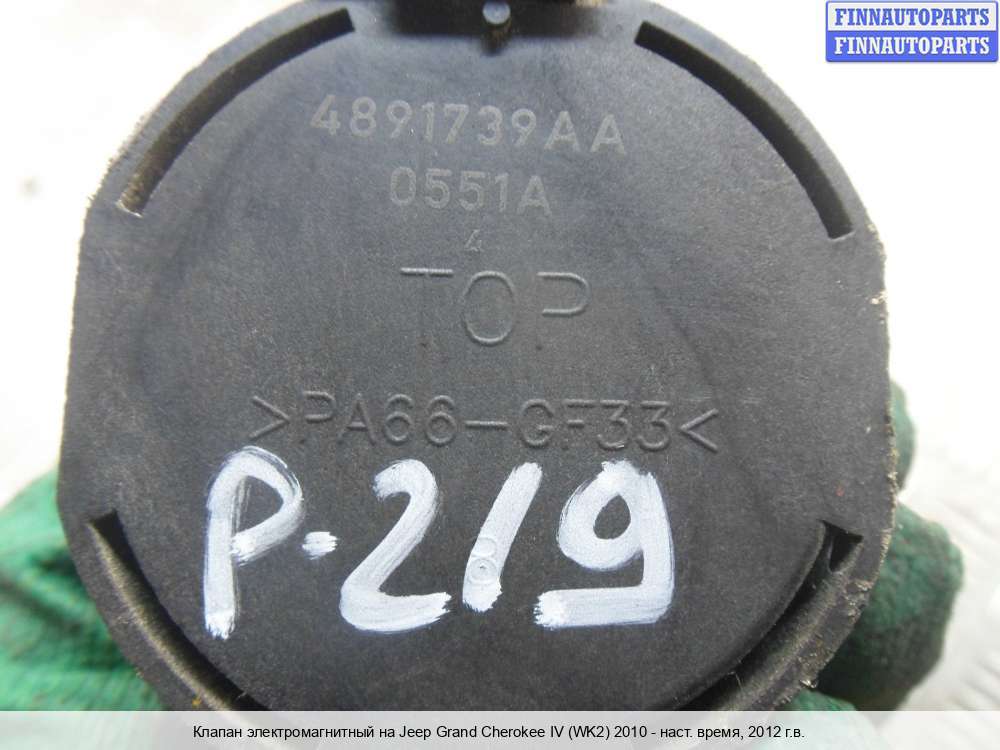 FINNAUTOPARTS
FINNAUTOPARTS
4891739AA
0551A
4
TOP
>PA66-GF33<
P-219
8
Клапан электромагнитный на Jeep Grand Cherokee IV (WK2) 2010 - наст. время, 2012 г.в.